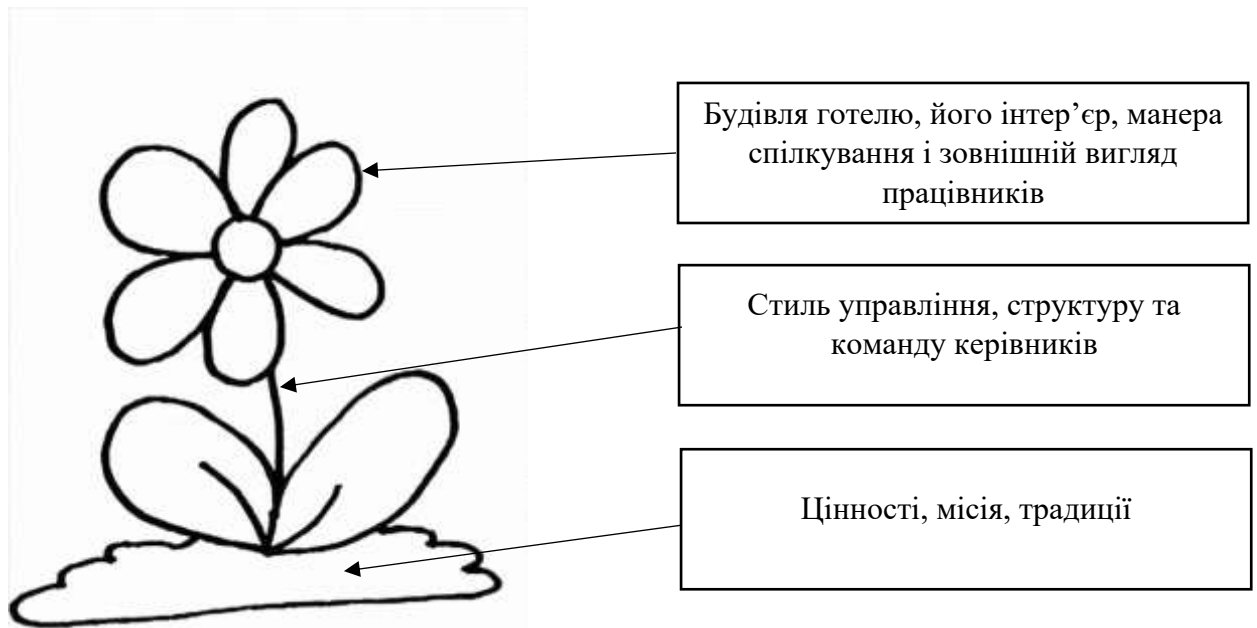 Будівля готелю, його інтер’єр, манера
спілкування і зовнішній вигляд
працівників
Стиль управління, структуру та
команду керівників
Цінності, місія, традиції